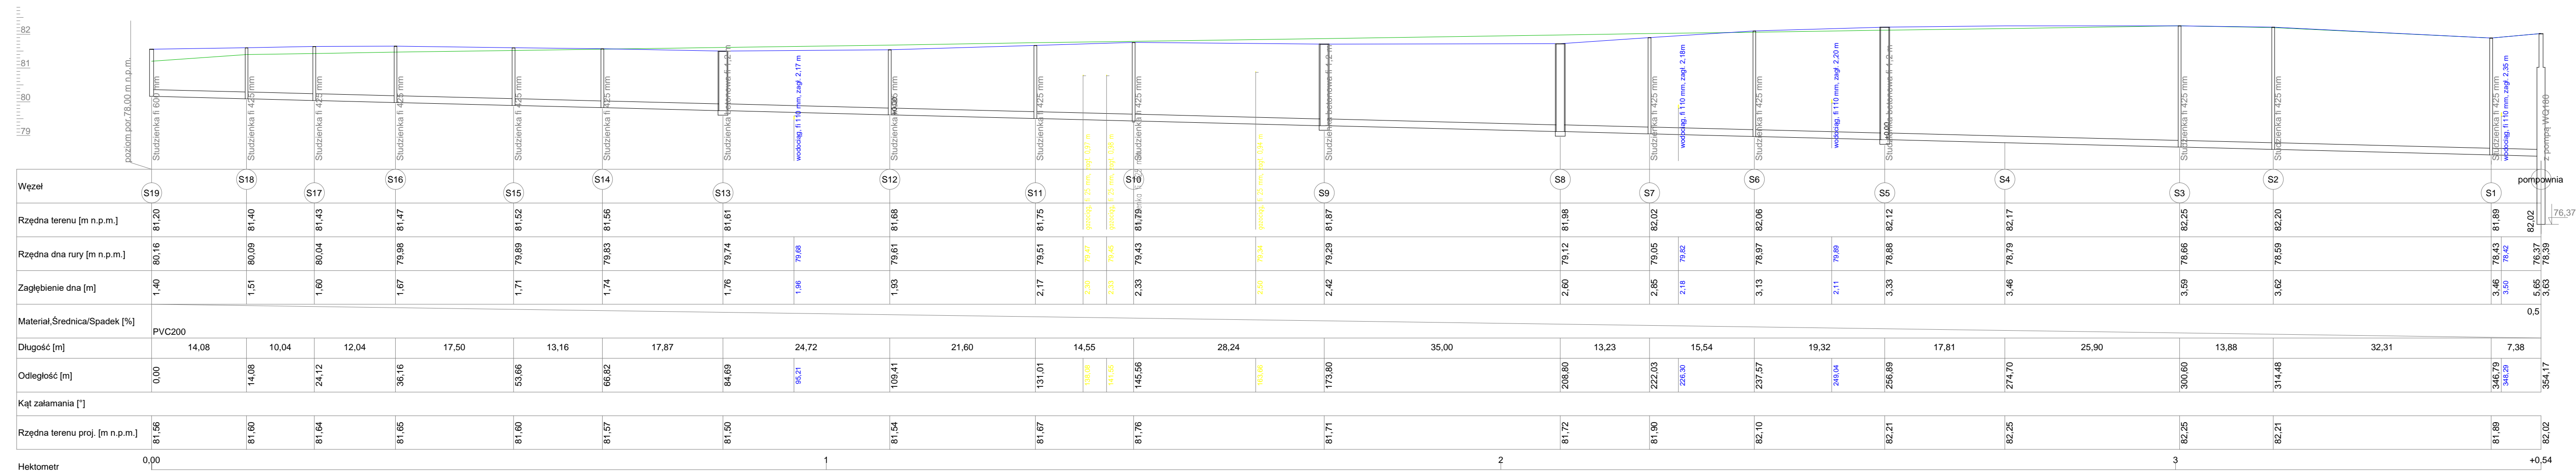 82
81
80
79
poziom por.78.00 m n.p.m.
Studzienka fi 600 mm
Studzienka fi 425 mm
Studzienka fi 425 mm
Studzienka fi 425 mm
Studzienka fi 425 mm
Studzienka fi 425 mm
Studzienka betonowa fi 1,2 m
wodociąg, fi 110 mm, zagł. 2,17 m
Studzienka fi 425 mm
Studzienka fi 425 mm
Studzienka fi 425 mm
Studzienka betonowa fi 1,2 m
Studzienka fi 425 mm
wodociąg, fi 110 mm, zagł. 2,18m
Studzienka fi 425 mm
wodociąg, fi 110 mm, zagł. 2,20 m
Studzienka betonowa fi 1,2 m
Studzienka fi 425 mm
Studzienka fi 425 mm
Studzienka fi 425 mm
wodociąg, fi 110 mm, zagł. 2,35 m
Węzeł
S19 S18 S17 S16 S15 S14 S13 S12 S11 S10 S9 S8 S7 S6 S5 S4 S3 S2 S1 pompownia
76,37
Rzędna terenu [m n.p.m.]
81,20 81,40 81,43 81,47 81,52 81,56 81,61 81,68 81,75 81,79 81,87 81,98 82,02 82,06 82,12 82,17 82,25 82,20 81,89 82,02
Rzędna dna rury [m n.p.m.]
80,16 80,09 80,04 79,98 79,89 79,83 79,74 79,68 79,61 79,51 79,43 79,29 79,12 79,05 79,82 78,97 79,89 78,88 78,79 78,66 78,59 78,43 78,42 76,37 78,39
Zagłębienie dna [m]
1,40 1,51 1,60 1,67 1,71 1,74 1,76 1,96 1,93 2,17 2,33 2,42 2,60 2,85 2,18 3,13 2,11 3,33 3,46 3,59 3,62 3,46 3,50 5,65 3,63
Materiał,Średnica/Spadek [%]
PVC200
0,5
Długość [m]
14,08 10,04 12,04 17,50 13,16 17,87 24,72 21,60 14,55 28,24 35,00 13,23 15,54 19,32 17,81 25,90 13,88 32,31 7,38
Odległość [m]
0,00 14,08 24,12 36,16 53,66 66,82 84,69 95,21 109,41 131,01 145,56 173,80 208,80 222,03 226,30 237,57 249,04 256,89 274,70 300,60 314,48 346,79 348,29 354,17
Kąt załamania [°]
Rzędna terenu proj. [m n.p.m.]
81,56 81,60 81,64 81,65 81,60 81,57 81,50 81,54 81,67 81,76 81,71 81,72 81,90 82,10 82,21 82,25 82,25 82,21 81,89 82,02
Hektometr
0,00 1 2 3 +0,54